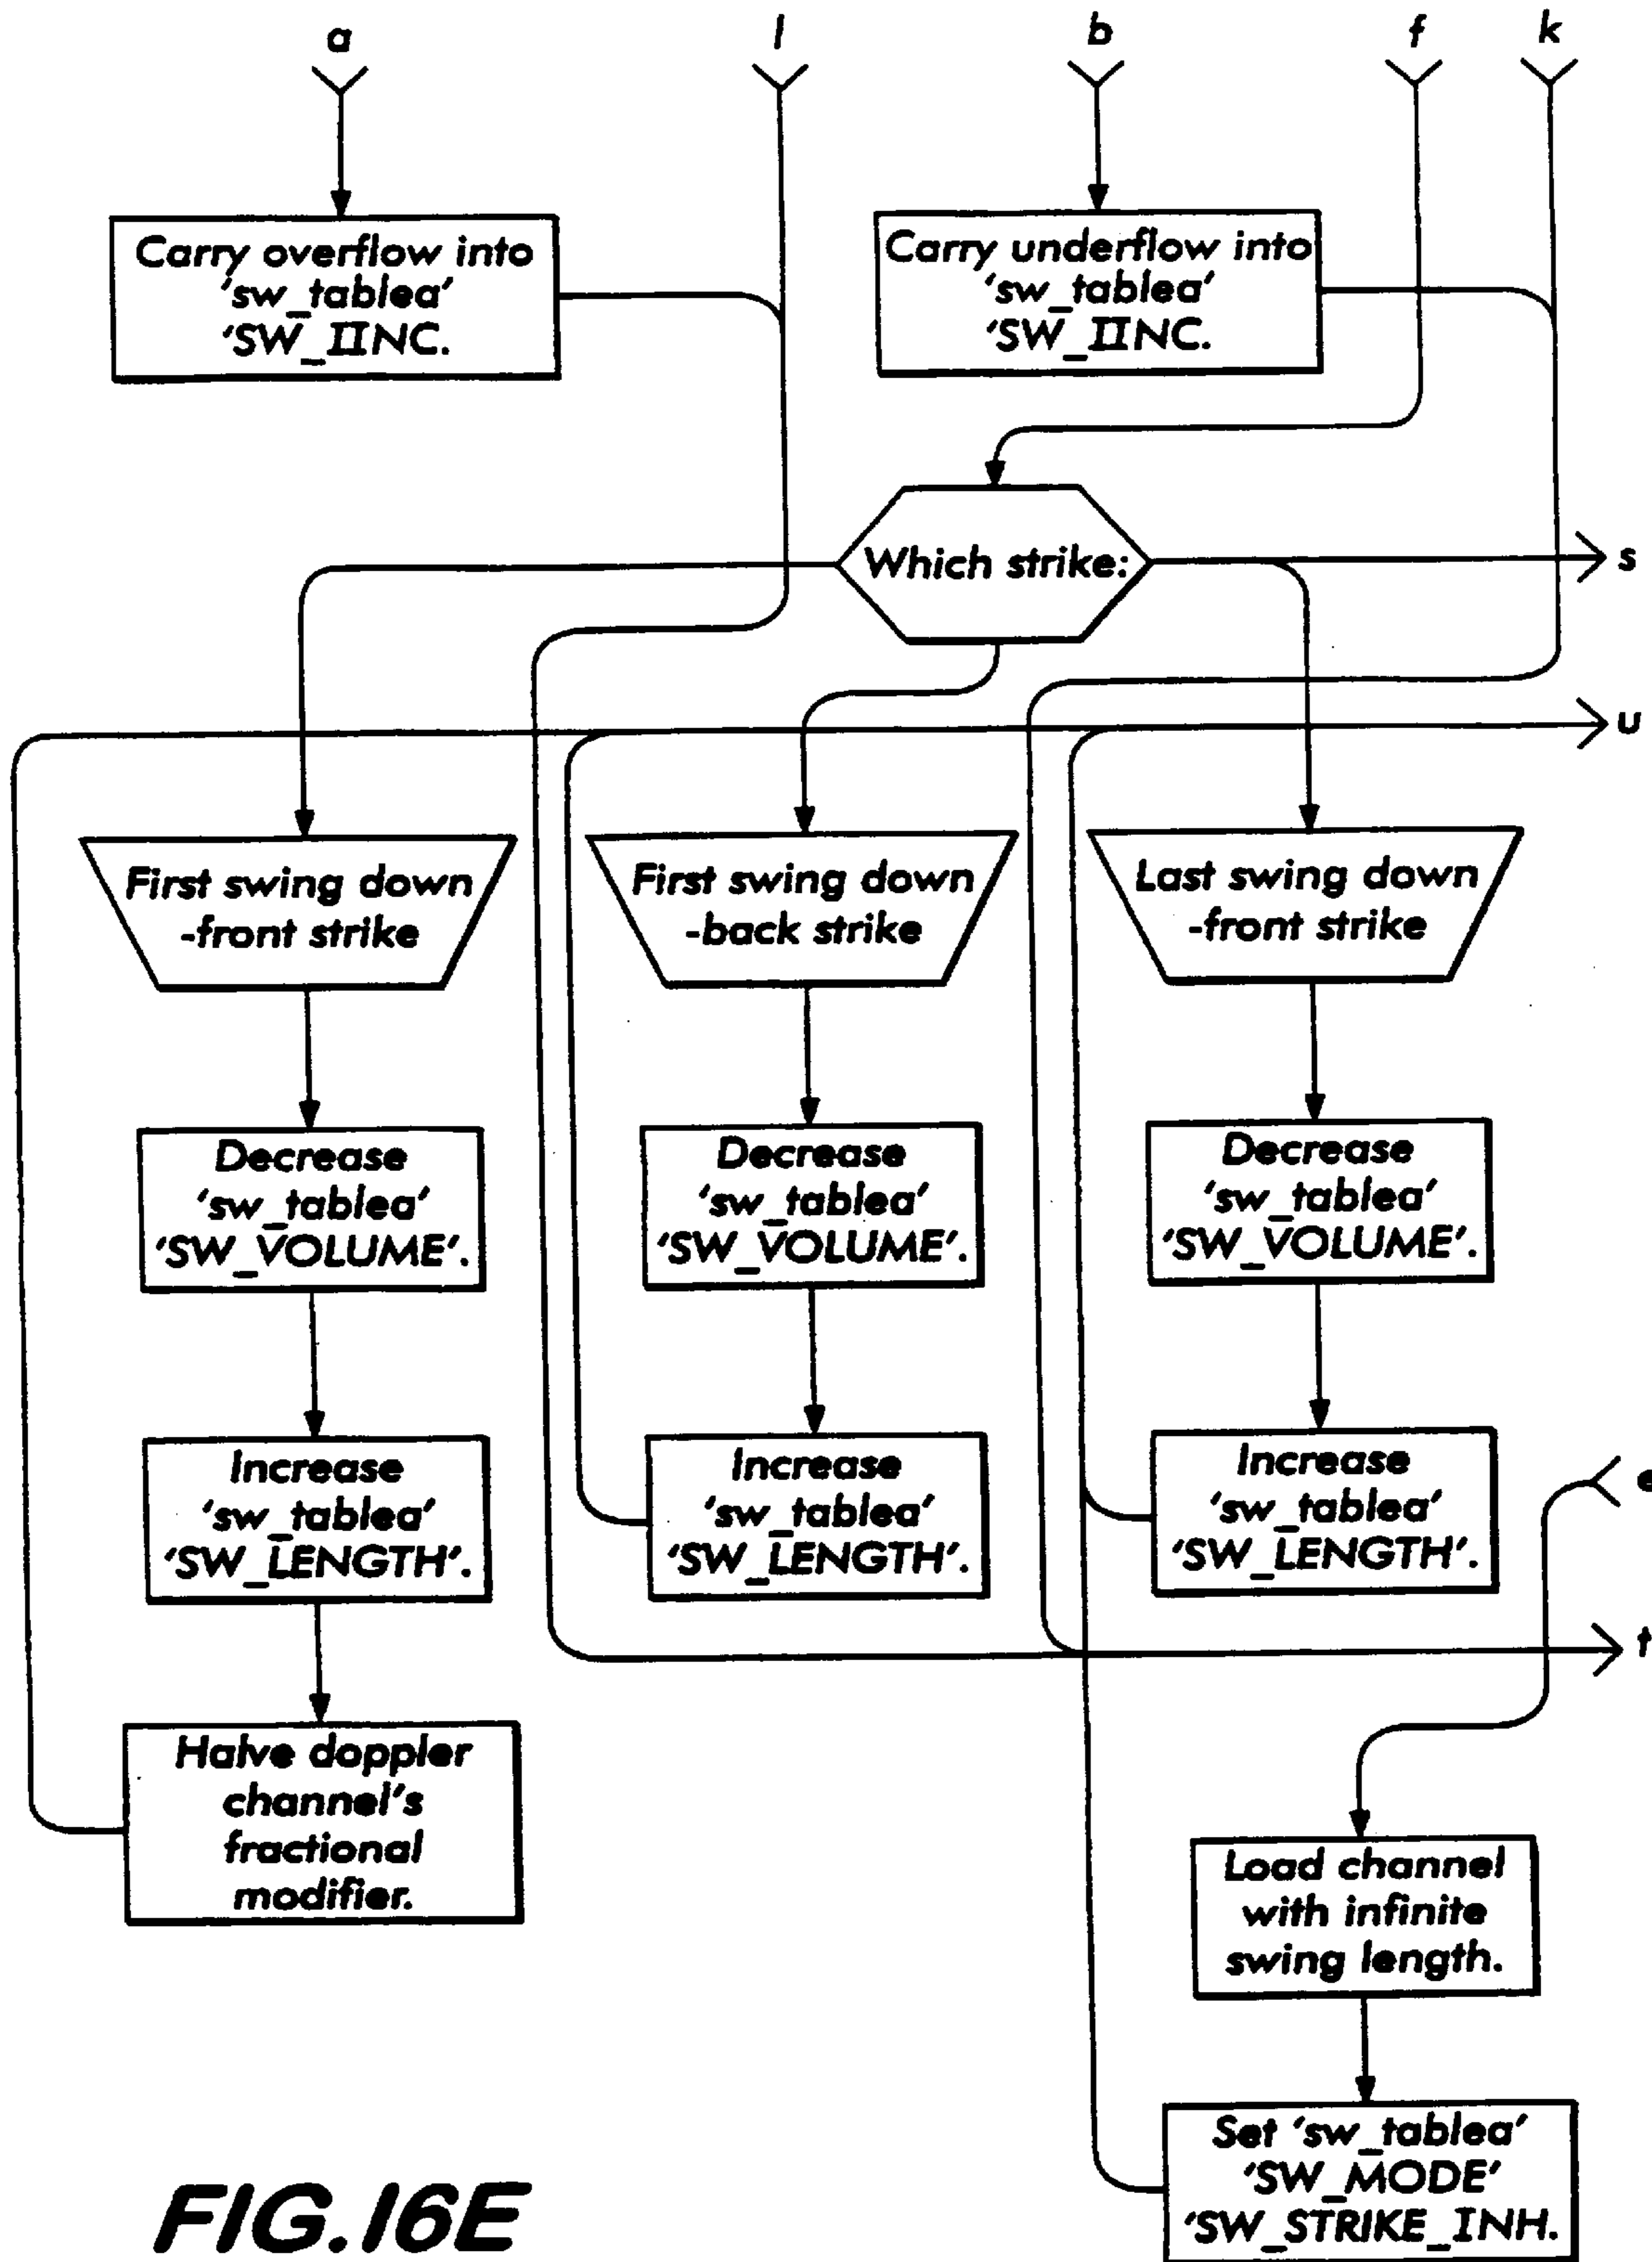 a
l
b
f
k
Carry overflow into
'sw_tablea'
'SW_IINC.
Carry underflow into
'sw_tablea'
'SW_IINC.
Which strike:
s
u
First swing down
-front strike
First swing down
-back strike
Last swing down
-front strike
Decrease
'sw_tablea'
'SW_VOLUME'.
Decrease
'sw_tablea'
'SW_VOLUME'.
Decrease
'sw_tablea'
'SW_VOLUME'.
Increase
'sw_tablea'
'SW_LENGTH'.
Increase
'sw_tablea'
'SW_LENGTH'.
Increase
'sw_tablea'
'SW_LENGTH'.
e
t
Halve doppler
channel's
fractional
modifier.
Load channel
with infinite
swing length.
Set 'sw_tablea'
'SW_MODE'
'SW_STRIKE_INH.
FIG.16E